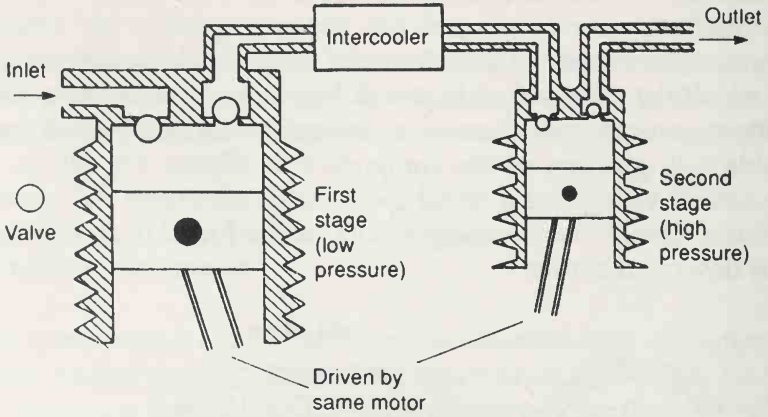 Outlet
Intercooler
Inlet
Valve
First
stage
(low
pressure)
Second
stage
(high
pressure)
Driven by
same motor